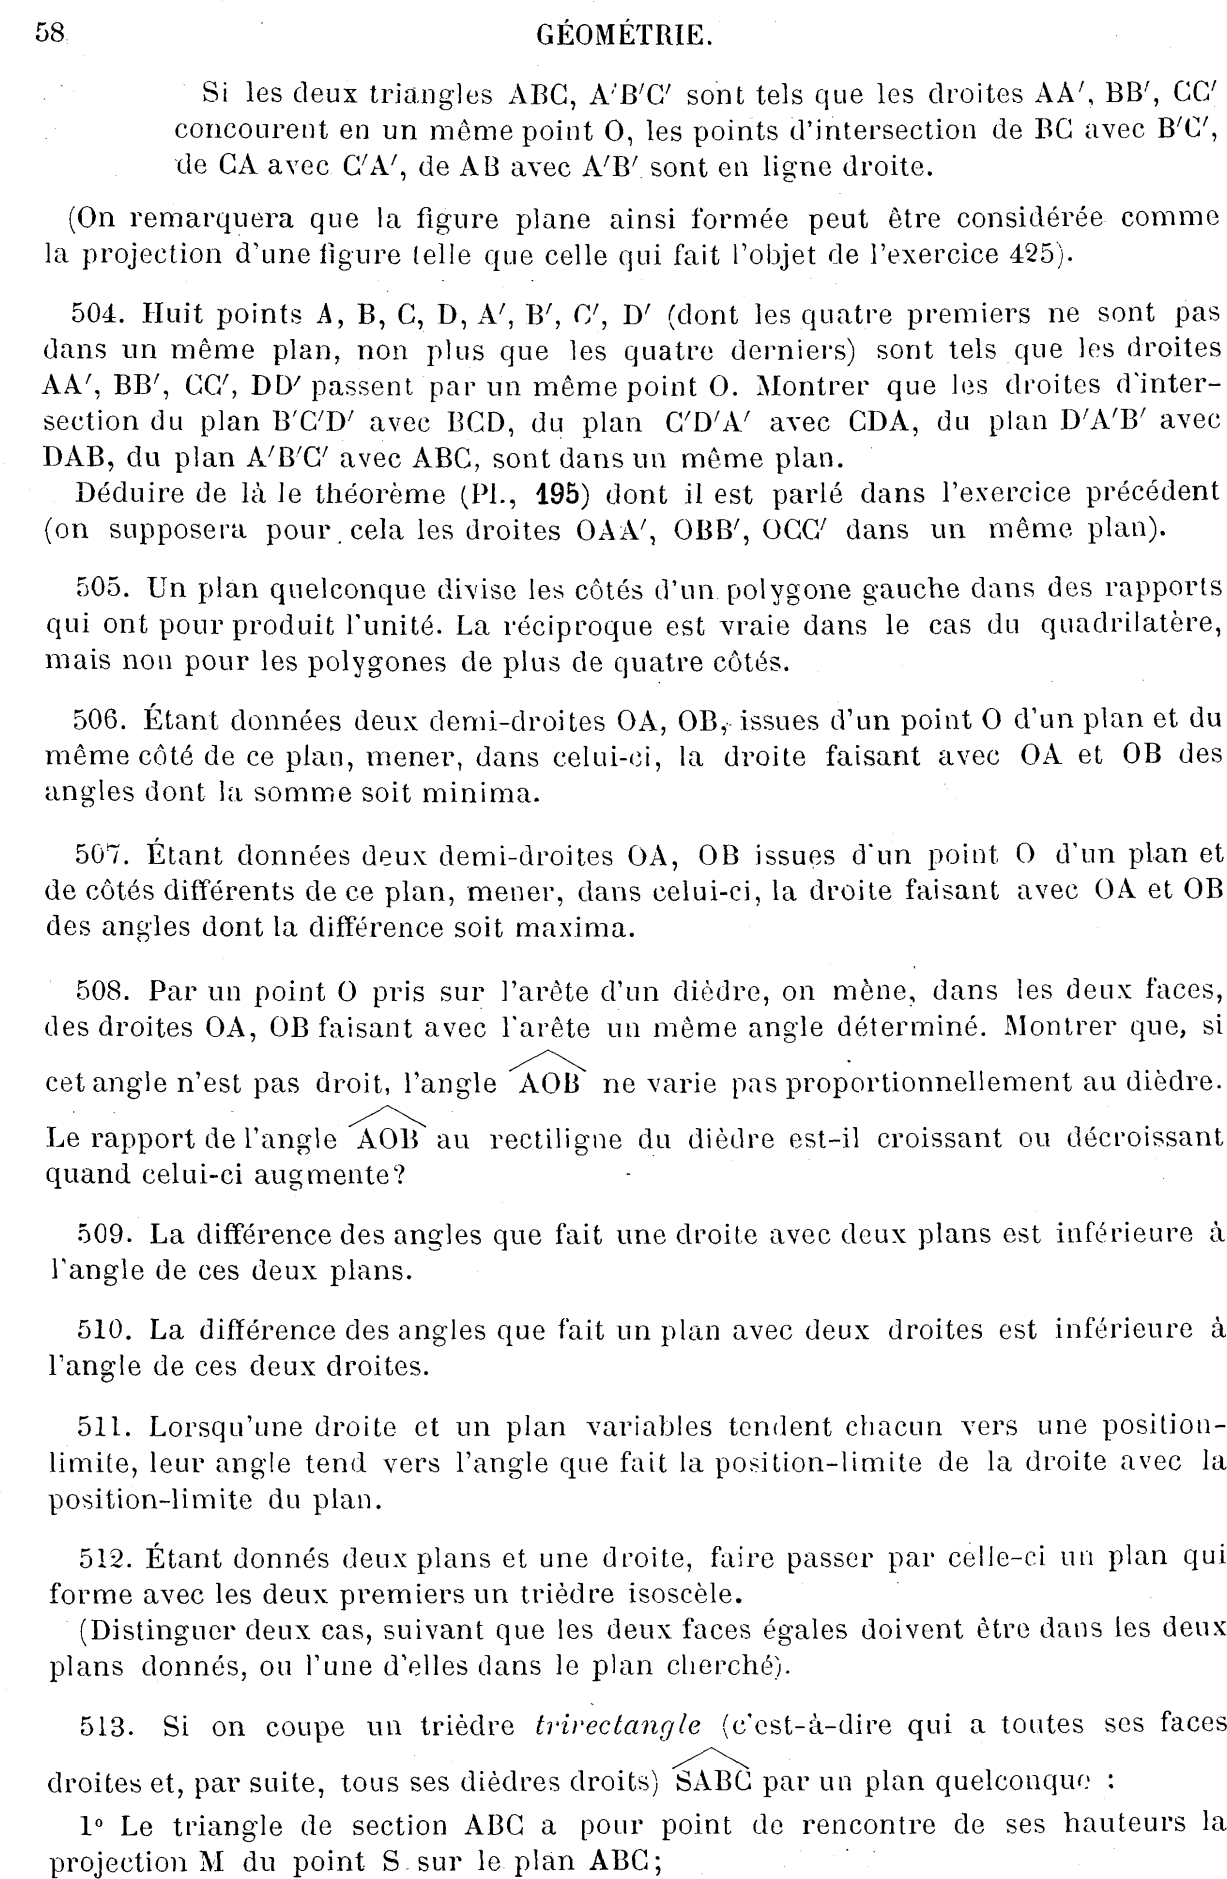 58
GÉOMÉTRIE.
Si les deux triangles ABC, A'B'C' sont tels que les droites AA', BB', CC'
concourent en un même point O, les points d'intersection de BC avec B'C',
de CA avec C'A', de AB avec A'B' sont en ligne droite.
(On remarquera que la figure plane ainsi formée peut être considérée comme
la projection d'une figure telle que celle qui fait l'objet de l'exercice 425).
504. Huit points A, B, C, D, A', B', C', D' (dont les quatre premiers ne sont pas
dans un même plan, non plus que les quatre derniers) sont tels que les droites
AA', BB', CC', DD' passent par un même point O. Montrer que les droites d'inter-
section du plan B'C'D' avec BCD, du plan C'D'A' avec CDA, du plan D'A'B' avec
DAB, du plan A'B'C' avec ABC, sont dans un même plan.
Déduire de là le théorème (Pl., 195) dont il est parlé dans l'exercice précédent
(on supposera pour cela les droites OAA', OBB', OCC' dans un même plan).
505. Un plan quelconque divise les côtés d'un polygone gauche dans des rapports
qui ont pour produit l'unité. La réciproque est vraie dans le cas du quadrilatère,
mais non pour les polygones de plus de quatre côtés.
506. Étant données deux demi-droites OA, OB, issues d'un point O d'un plan et du
même côté de ce plan, mener, dans celui-ci, la droite faisant avec OA et OB des
angles dont la somme soit minima.
507. Étant données deux demi-droites OA, OB issues d'un point O d'un plan et
de côtés différents de ce plan, mener, dans celui-ci, la droite faisant avec OA et OB
des angles dont la différence soit maxima.
508. Par un point O pris sur l'arête d'un dièdre, on mène, dans les deux faces,
des droites OA, OB faisant avec l'arête un même angle déterminé. Montrer que, si
cet angle n'est pas droit, l'angle AOB ne varie pas proportionnellement au dièdre.
Le rapport de l'angle AOB au rectiligne du dièdre est-il croissant ou décroissant
quand celui-ci augmente?
509. La différence des angles que fait une droite avec deux plans est inférieure à
l'angle de ces deux plans.
510. La différence des angles que fait un plan avec deux droites est inférieure à
l'angle de ces deux droites.
511. Lorsqu'une droite et un plan variables tendent chacun vers une position-
limite, leur angle tend vers l'angle que fait la position-limite de la droite avec la
position-limite du plan.
512. Étant donnés deux plans et une droite, faire passer par celle-ci un plan qui
forme avec les deux premiers un trièdre isoscèle.
(Distinguer deux cas, suivant que les deux faces égales doivent être dans les deux
plans donnés, ou l'une d'elles dans le plan cherché).
513. Si on coupe un trièdre trirectangle (c'est-à-dire qui a toutes ses faces
droites et, par suite, tous ses dièdres droits) SABC par un plan quelconque :
1º Le triangle de section ABC a pour point de rencontre de ses hauteurs la
projection M du point S sur le plan ABC;